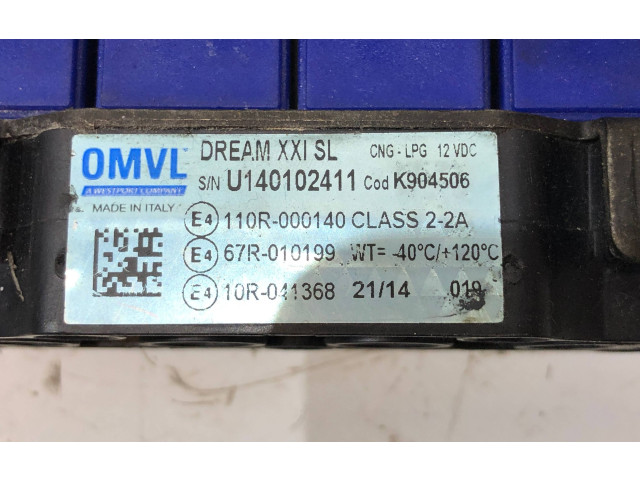 OMVL
A WESTPORT COMPANY
MADE IN ITALY
DREAM XXI SL CNG - LPG 12 VDC
S/N U140102411 Cod K904506
E4 110R-000140 CLASS 2-2A
E4 67R-010199 WT= -40°C/+120°C
E4 10R-041368 21/14 019